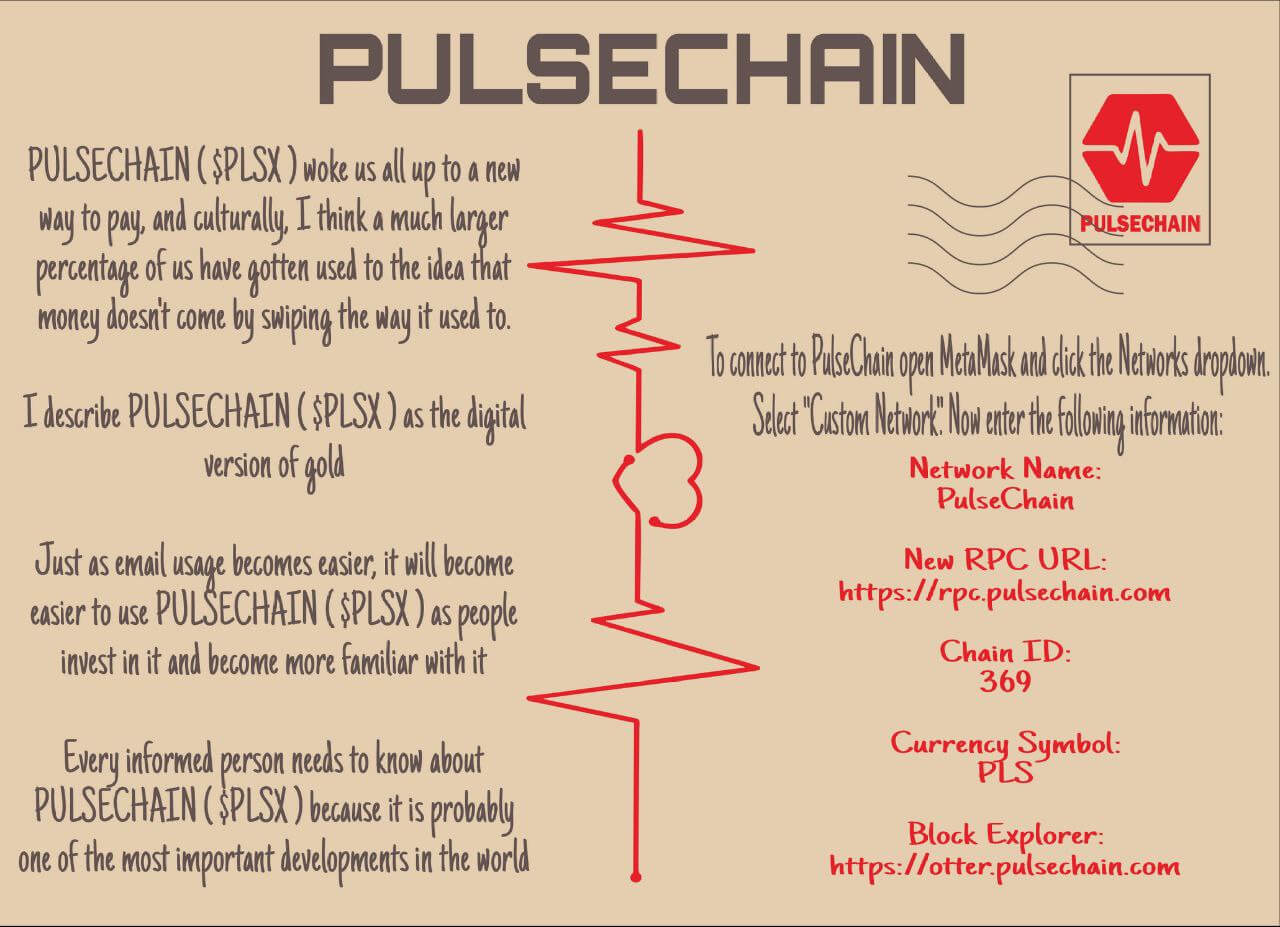 PULSECHAIN
PULSECHAIN ( $PLSX ) woke us all up to a new
way to pay, and culturally, I think a much larger
percentage of us have gotten used to the idea that
money doesn't come by swiping the way it used to.
I describe PULSECHAIN ( $PLSX ) as the digital
version of gold
Just as email usage becomes easier, it will become
easier to use PULSECHAIN ( $PLSX ) as people
invest in it and become more familiar with it
Every informed person needs to know about
PULSECHAIN ( $PLSX ) because it is probably
one of the most important developments in the world
PULSECHAIN
To connect to PulseChain open MetaMask and click the Networks dropdown.
Select "Custom Network". Now enter the following information:
Network Name:
PulseChain
New RPC URL:
https://rpc.pulsechain.com
Chain ID:
369
Currency Symbol:
PLS
Block Explorer:
https://otter.pulsechain.com